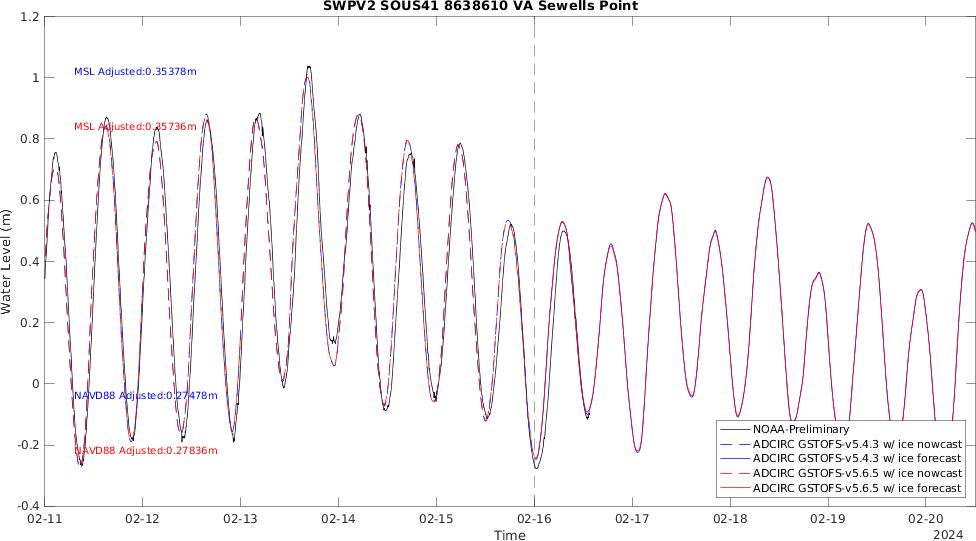 SWPV2 SOUS41 8638610 VA Sewells Point
1.2
1
0.8
0.6
0.4
0.2
0
-0.2
-0.4
Water Level (m)
MSL Adjusted:0.35378m
MSL Adjusted:0.35736m
NAVD88 Adjusted:0.27478m
NAVD88 Adjusted:0.27836m
NOAA-Preliminary
ADCIRC GSTOFS-v5.4.3 w/ ice nowcast
ADCIRC GSTOFS-v5.4.3 w/ ice forecast
ADCIRC GSTOFS-v5.6.5 w/ ice nowcast
ADCIRC GSTOFS-v5.6.5 w/ ice forecast
02-11 02-12 02-13 02-14 02-15 02-16 02-17 02-18 02-19 02-20
Time
2024